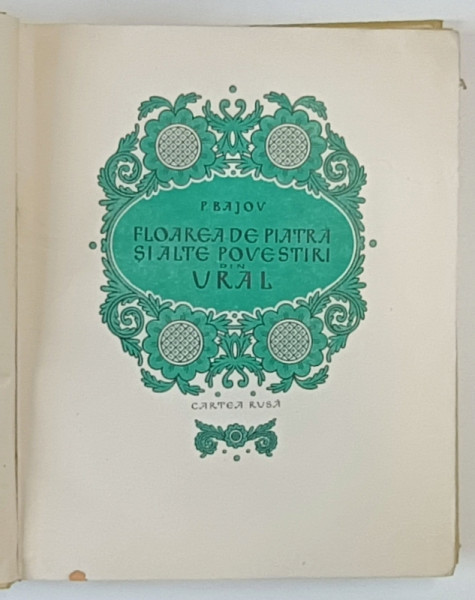 P. BAJOV
FLOAREA DE PIATRĂ
ȘI ALTE POVESTIRI
DIN
URAL
CARTEA RUSĂ